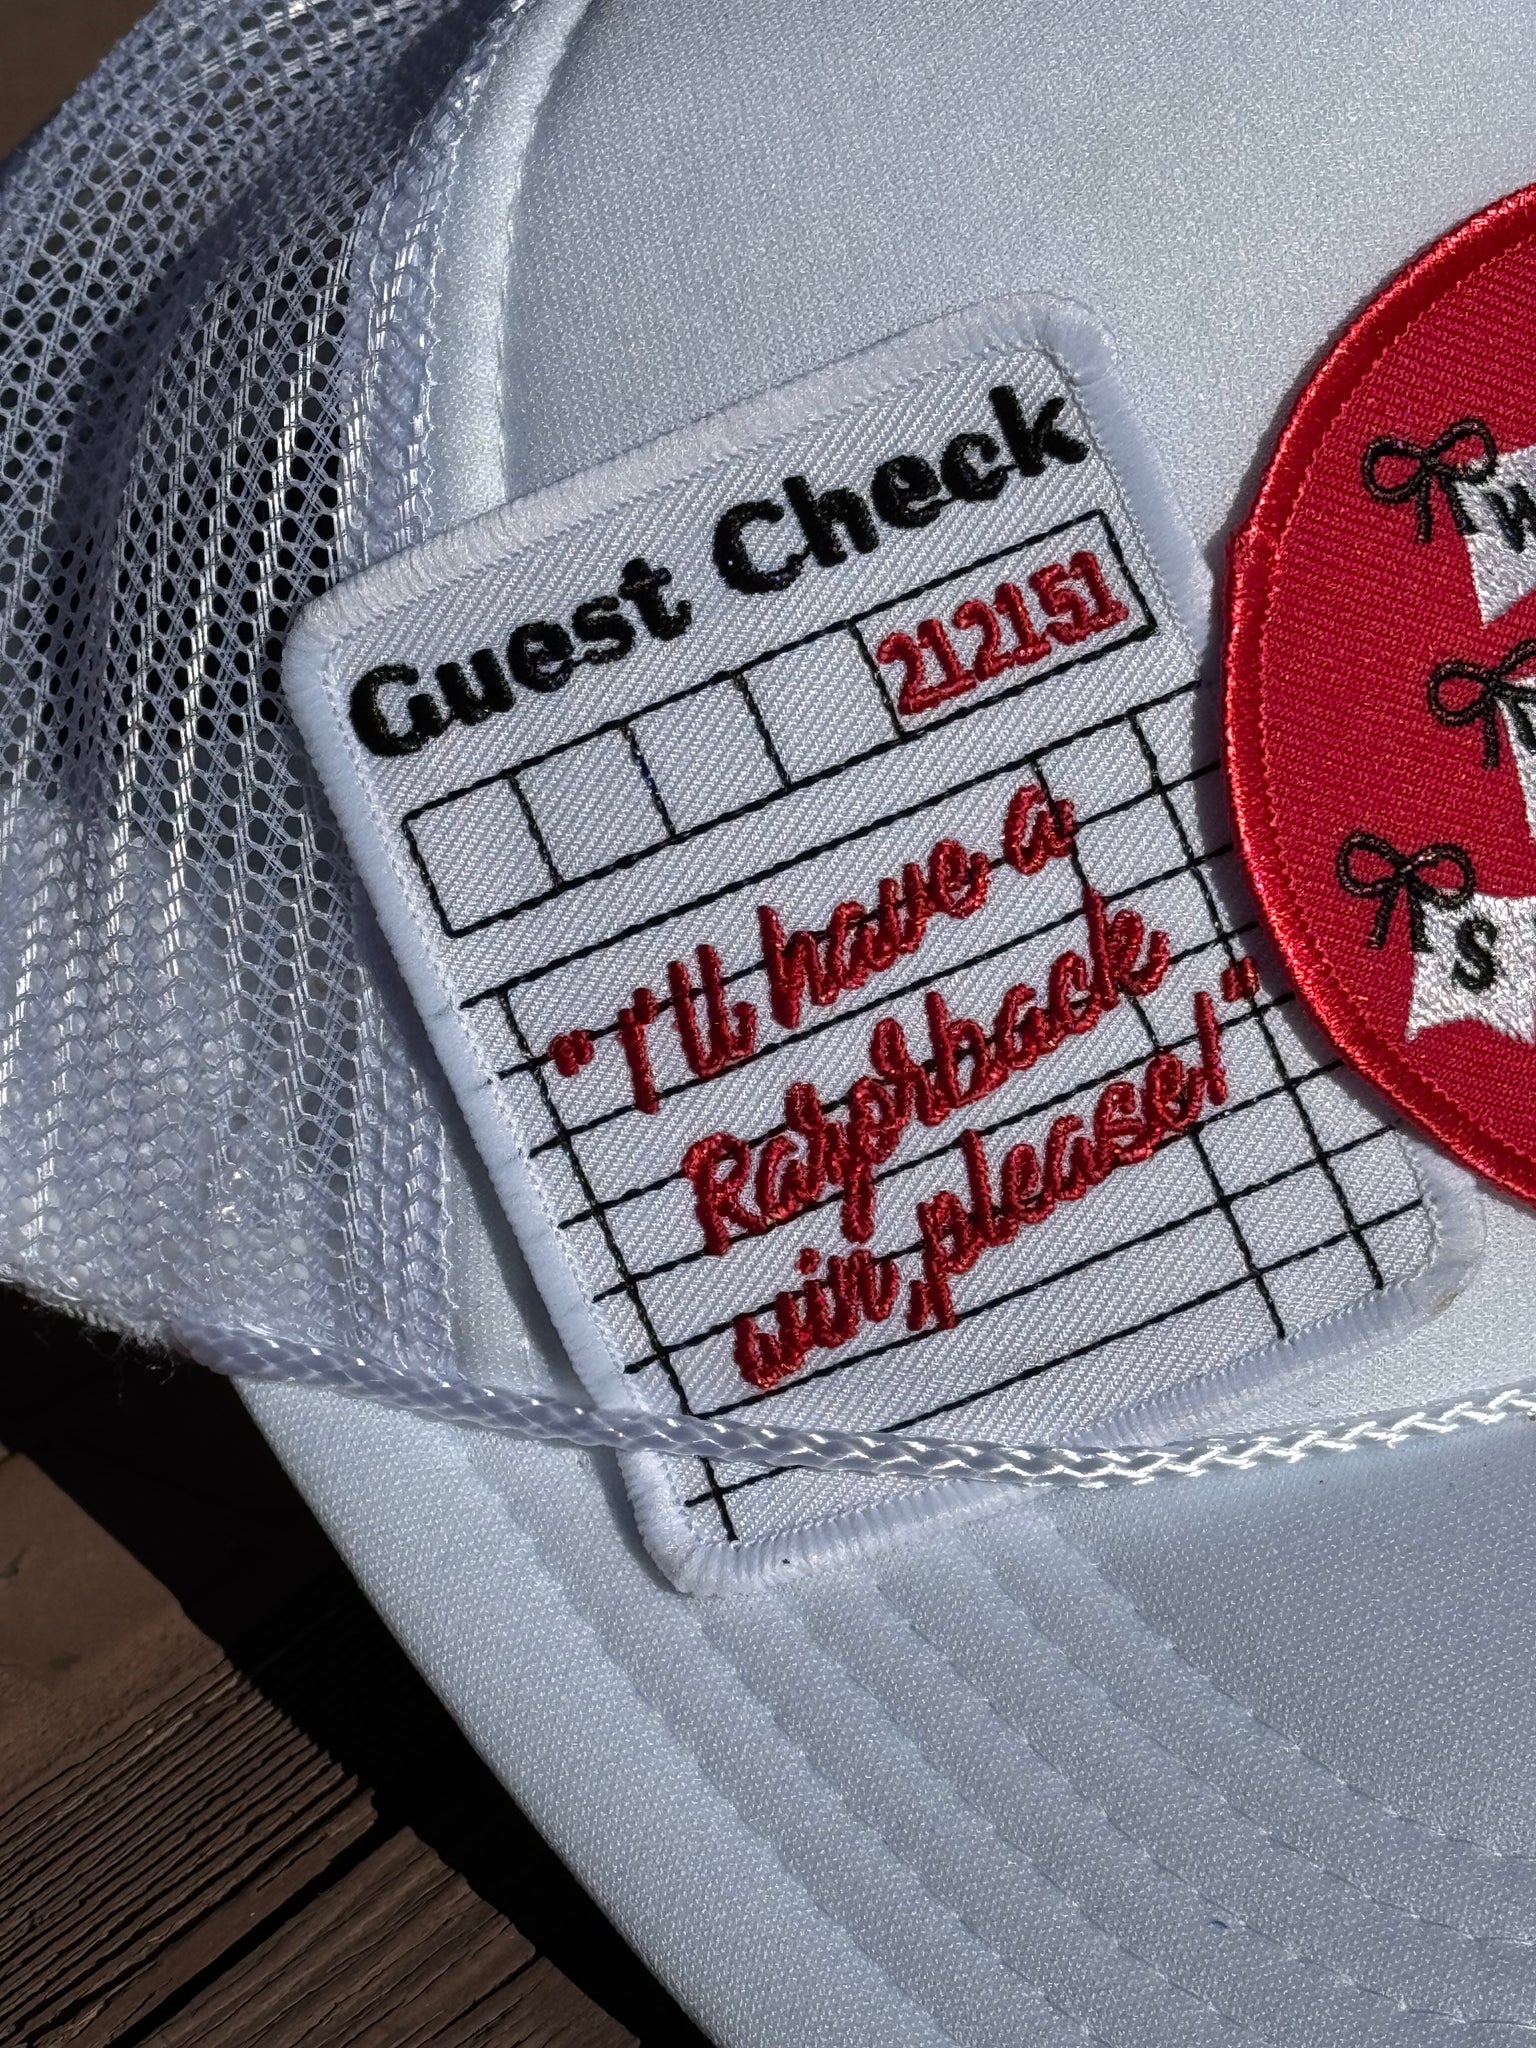 Guest Check
212151
"I'll have a
Razorback
win, please!"
W
S